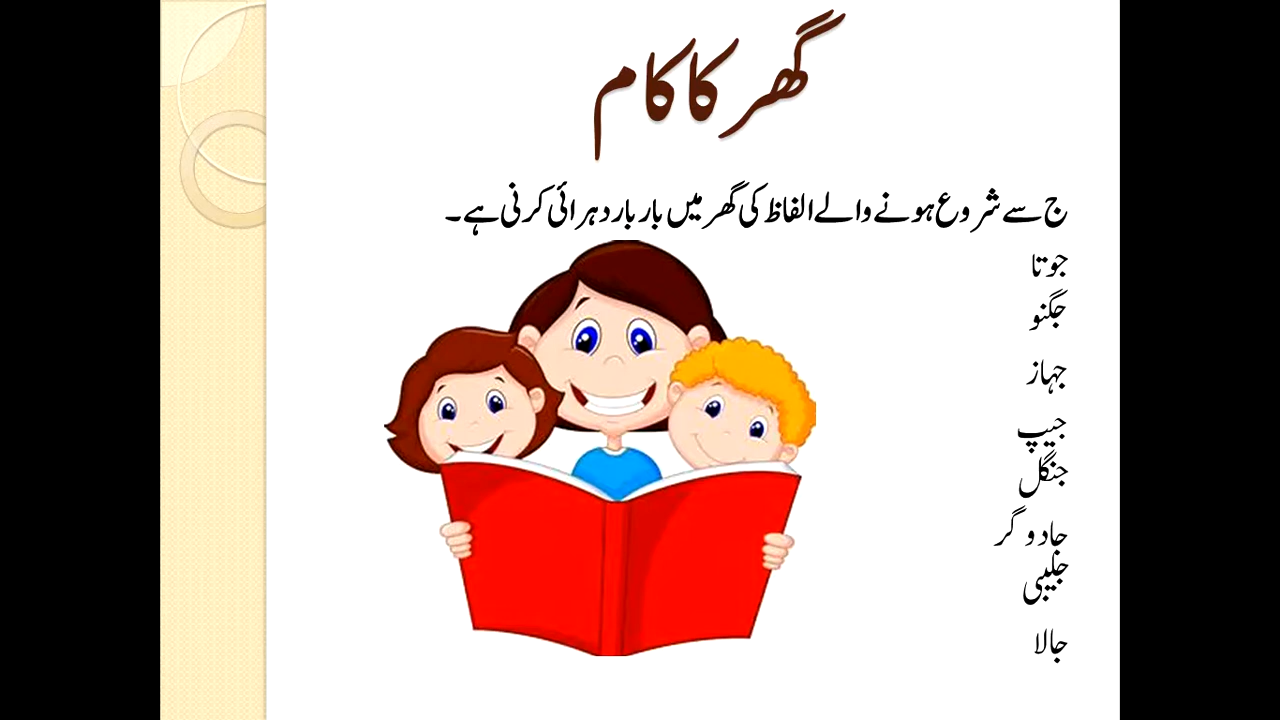 گھر کا کام
ج سے شروع ہونے والے الفاظ کی گھر میں بار بار دہرائی کرنی ہے۔
جوتا
جگنو
جہاز
جیپ
جنگل
جادو گر
جلیبی
جالا